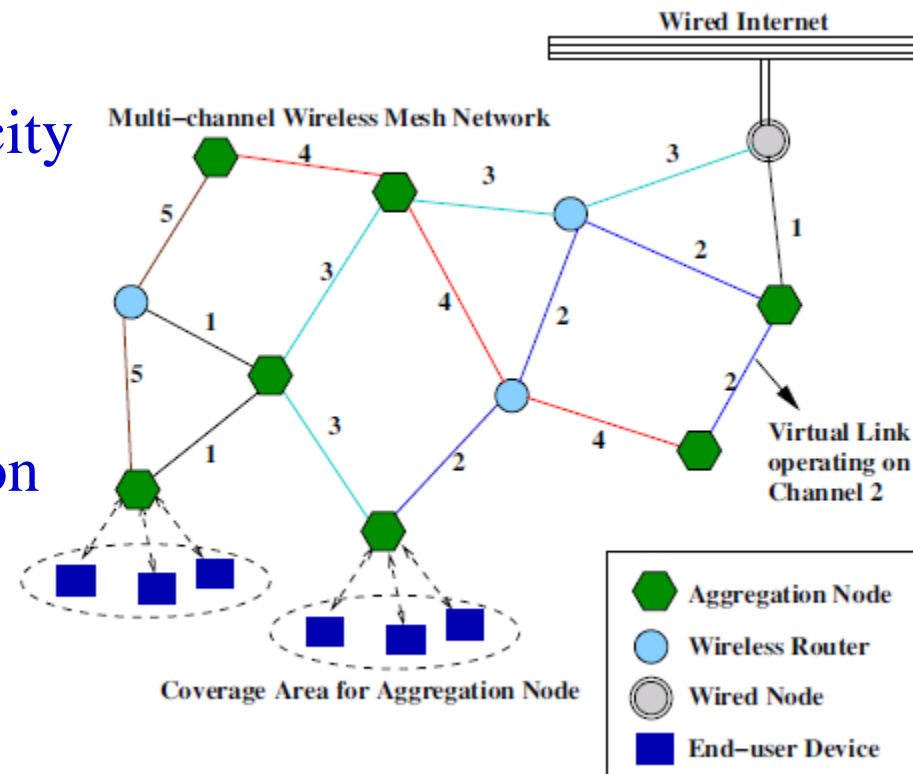 Wired Internet
city
Multi-channel Wireless Mesh Network
4
3
3
5
1
2
3
4
2
1
5
3
2
1
2
4
Virtual Link
operating on
Channel 2
on
Aggregation Node
Wireless Router
Coverage Area for Aggregation Node
Wired Node
End-user Device